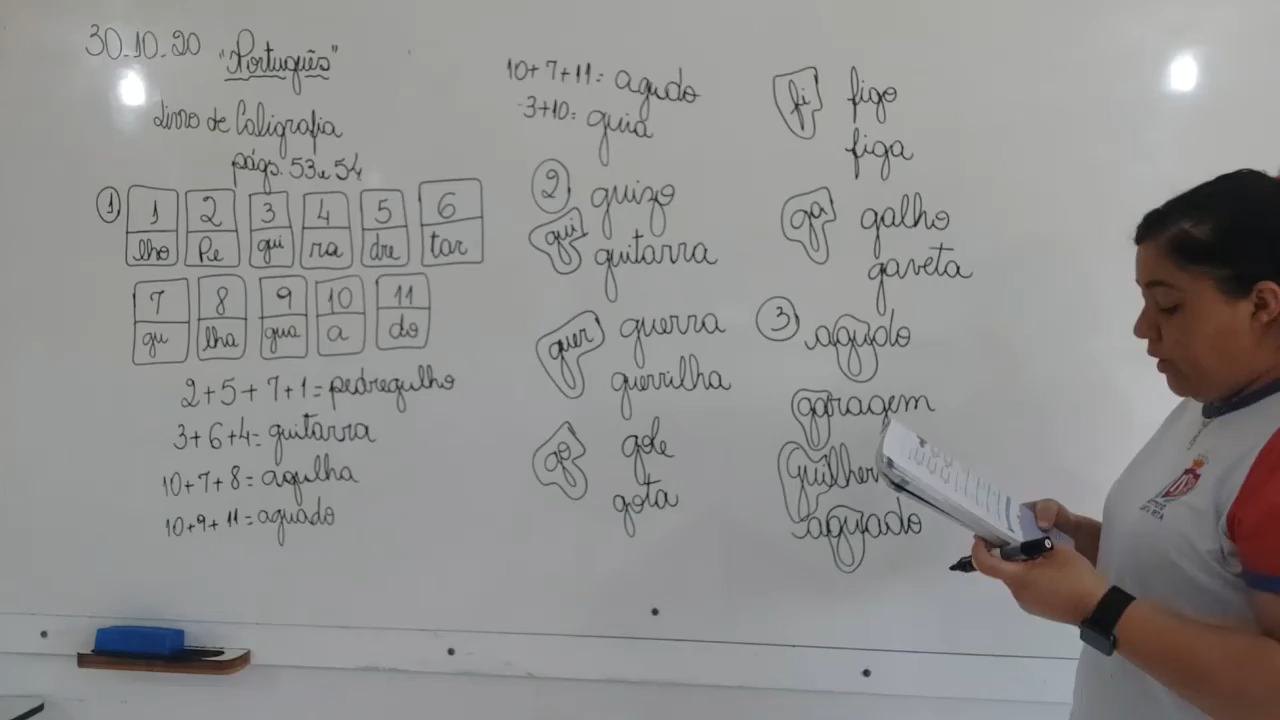 30.10.20 "Português"
Livro de Caligrafia
págs. 53 e 54
1
1 2 3 4 5 6
lho Pe gui ra dre tar
7 8 9 10 11
gu lha gua a do
2+5+7+1= pedregulho
3+6+4= guitarra
10+7+8= agulha
10+9+11= aguado
10+7+11= agudo
3+10= guia
2 guizo
gui guitarra
guer guerra
guerrilha
go gole
gota
fi figo
figa
ga galho
gaveta
3 agudo
garagem
aguado